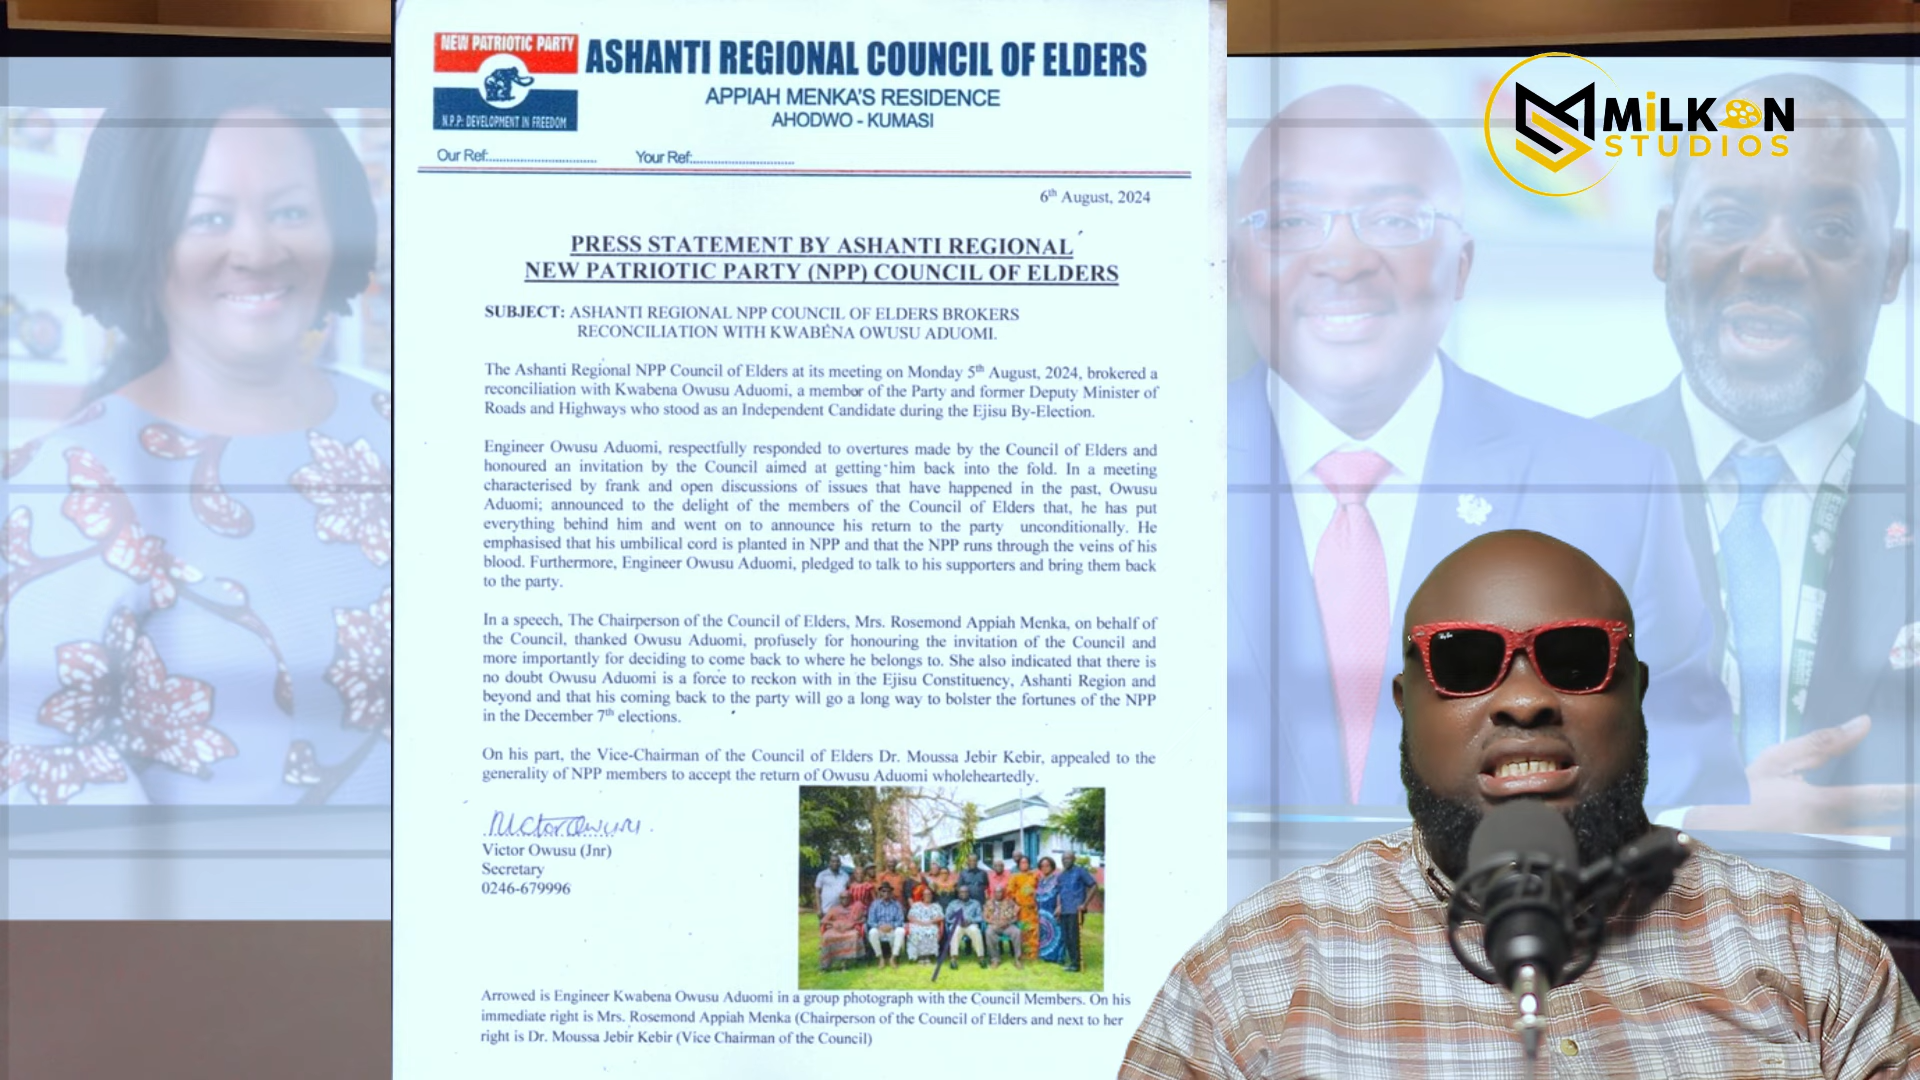 NEW PATRIOTIC PARTY
N.P.P: DEVELOPMENT IN FREEDOM
ASHANTI REGIONAL COUNCIL OF ELDERS
APPIAH MENKA'S RESIDENCE
AHODWO - KUMASI
Our Ref:.................................... Your Ref:..................................
6th August, 2024
PRESS STATEMENT BY ASHANTI REGIONAL
NEW PATRIOTIC PARTY (NPP) COUNCIL OF ELDERS
SUBJECT: ASHANTI REGIONAL NPP COUNCIL OF ELDERS BROKERS
RECONCILIATION WITH KWABENA OWUSU ADUOMI.
The Ashanti Regional NPP Council of Elders at its meeting on Monday 5th August, 2024, brokered a
reconciliation with Kwabena Owusu Aduomi, a member of the Party and former Deputy Minister of
Roads and Highways who stood as an Independent Candidate during the Ejisu By-Election.
Engineer Owusu Aduomi, respectfully responded to overtures made by the Council of Elders and
honoured an invitation by the Council aimed at getting him back into the fold. In a meeting
characterised by frank and open discussions of issues that have happened in the past, Owusu
Aduomi; announced to the delight of the members of the Council of Elders that, he has put
everything behind him and went on to announce his return to the party unconditionally. He
emphasised that his umbilical cord is planted in NPP and that the NPP runs through the veins of his
blood. Furthermore, Engineer Owusu Aduomi, pledged to talk to his supporters and bring them back
to the party.
In a speech, The Chairperson of the Council of Elders, Mrs. Rosemond Appiah Menka, on behalf of
the Council, thanked Owusu Aduomi, profusely for honouring the invitation of the Council and
more importantly for deciding to come back to where he belongs to. She also indicated that there is
no doubt Owusu Aduomi is a force to reckon with in the Ejisu Constituency, Ashanti Region and
beyond and that his coming back to the party will go a long way to bolster the fortunes of the NPP
in the December 7th elections.
On his part, the Vice-Chairman of the Council of Elders Dr. Moussa Jebir Kebir, appealed to the
generality of NPP members to accept the return of Owusu Aduomi wholeheartedly.
Victor Owusu
Victor Owusu (Jnr)
Secretary
0246-679996
Arrowed is Engineer Kwabena Owusu Aduomi in a group photograph with the Council Members. On his
immediate right is Mrs. Rosemond Appiah Menka (Chairperson of the Council of Elders and next to her
right is Dr. Moussa Jebir Kebir (Vice Chairman of the Council)
MiLKON
STUDIOS
Ray-Ban